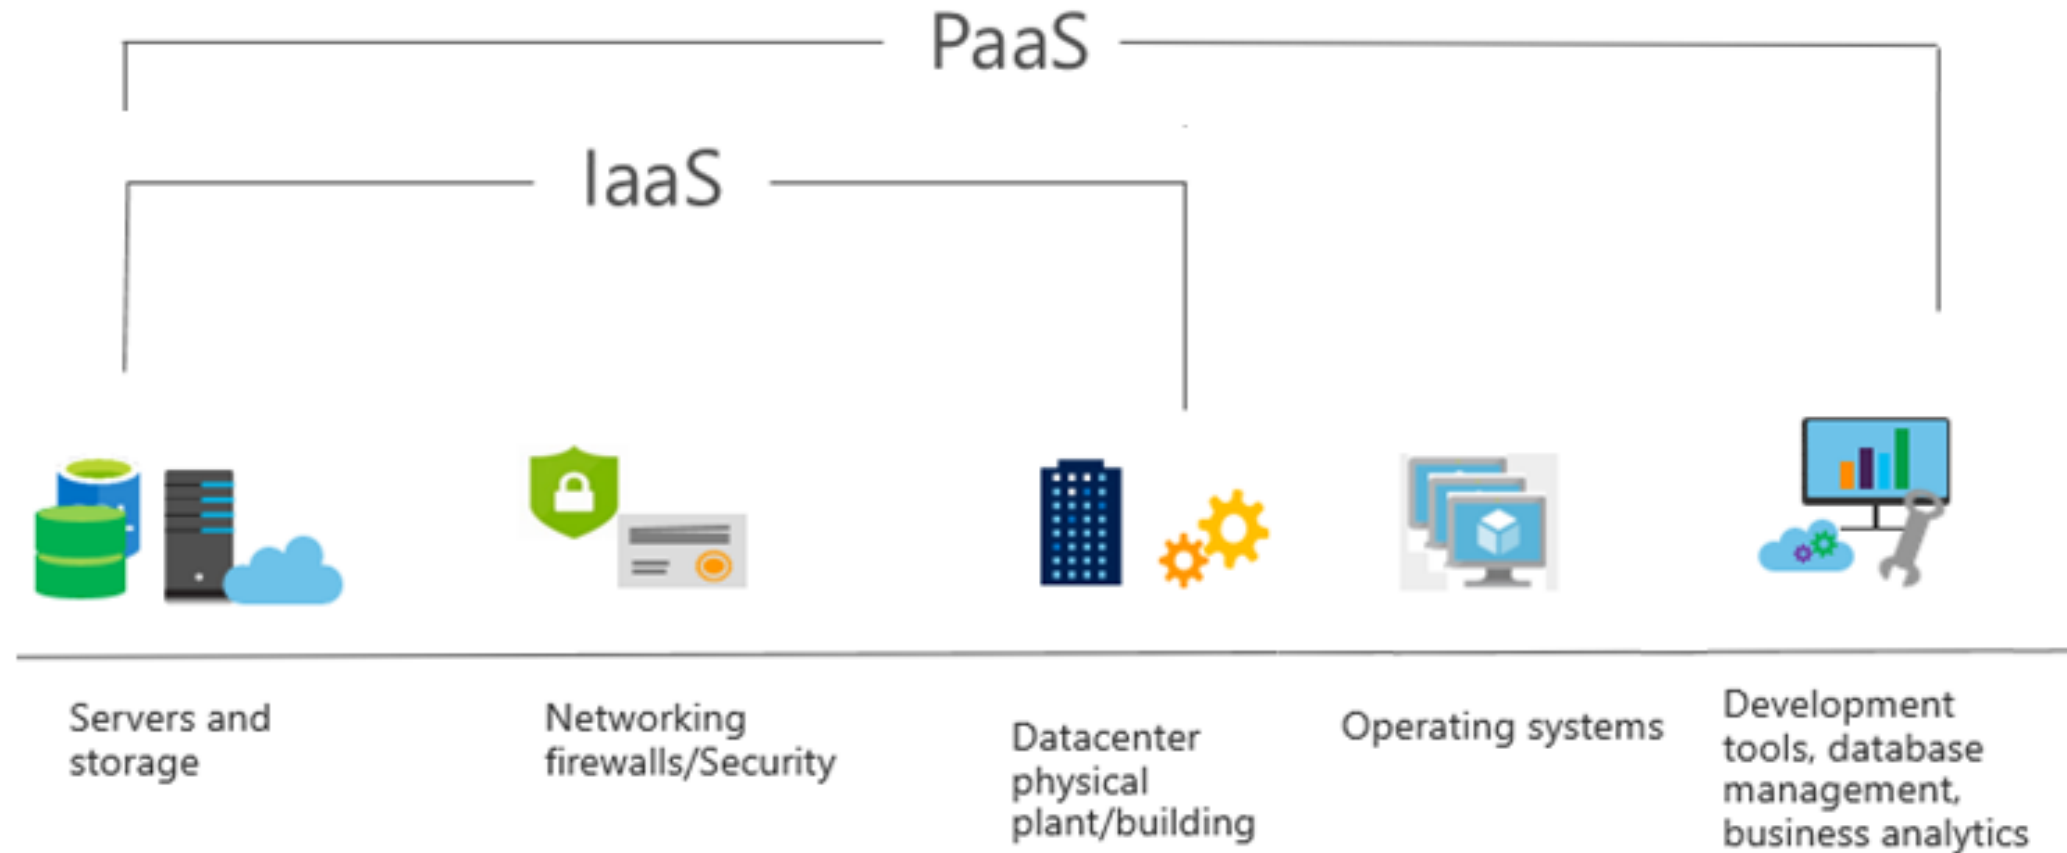 PaaS
IaaS
Servers and
storage
Networking
firewalls/Security
Datacenter
physical
plant/building
Operating systems
Development
tools, database
management,
business analytics